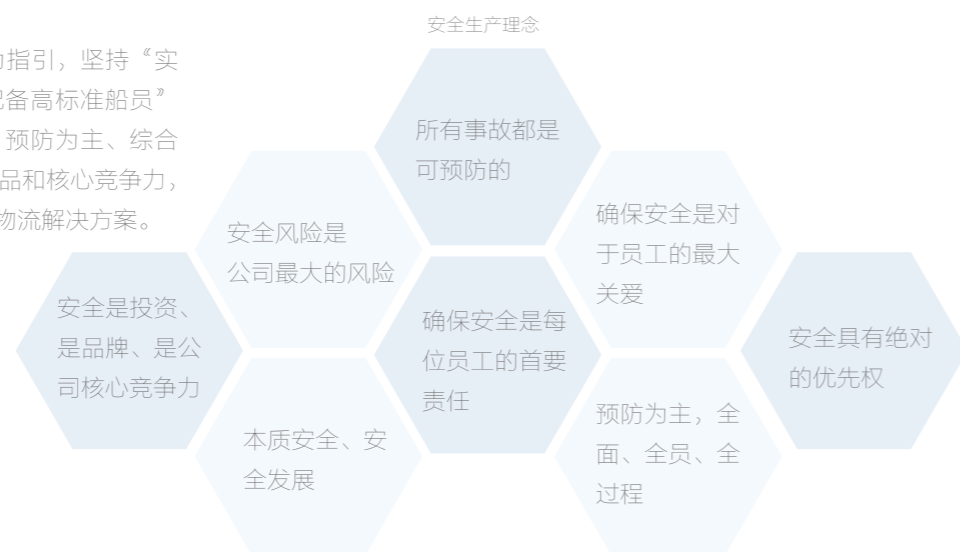 安全生产理念
为指引，坚持“实
配备高标准船员”
预防为主、综合
品和核心竞争力，
物流解决方案。
所有事故都是
可预防的
安全风险是
公司最大的风险
确保安全是对
于员工的最大
关爱
安全是投资、
是品牌、是公
司核心竞争力
确保安全是每
位员工的首要
责任
安全具有绝对
的优先权
本质安全、安
全发展
预防为主，全
面、全员、全
过程